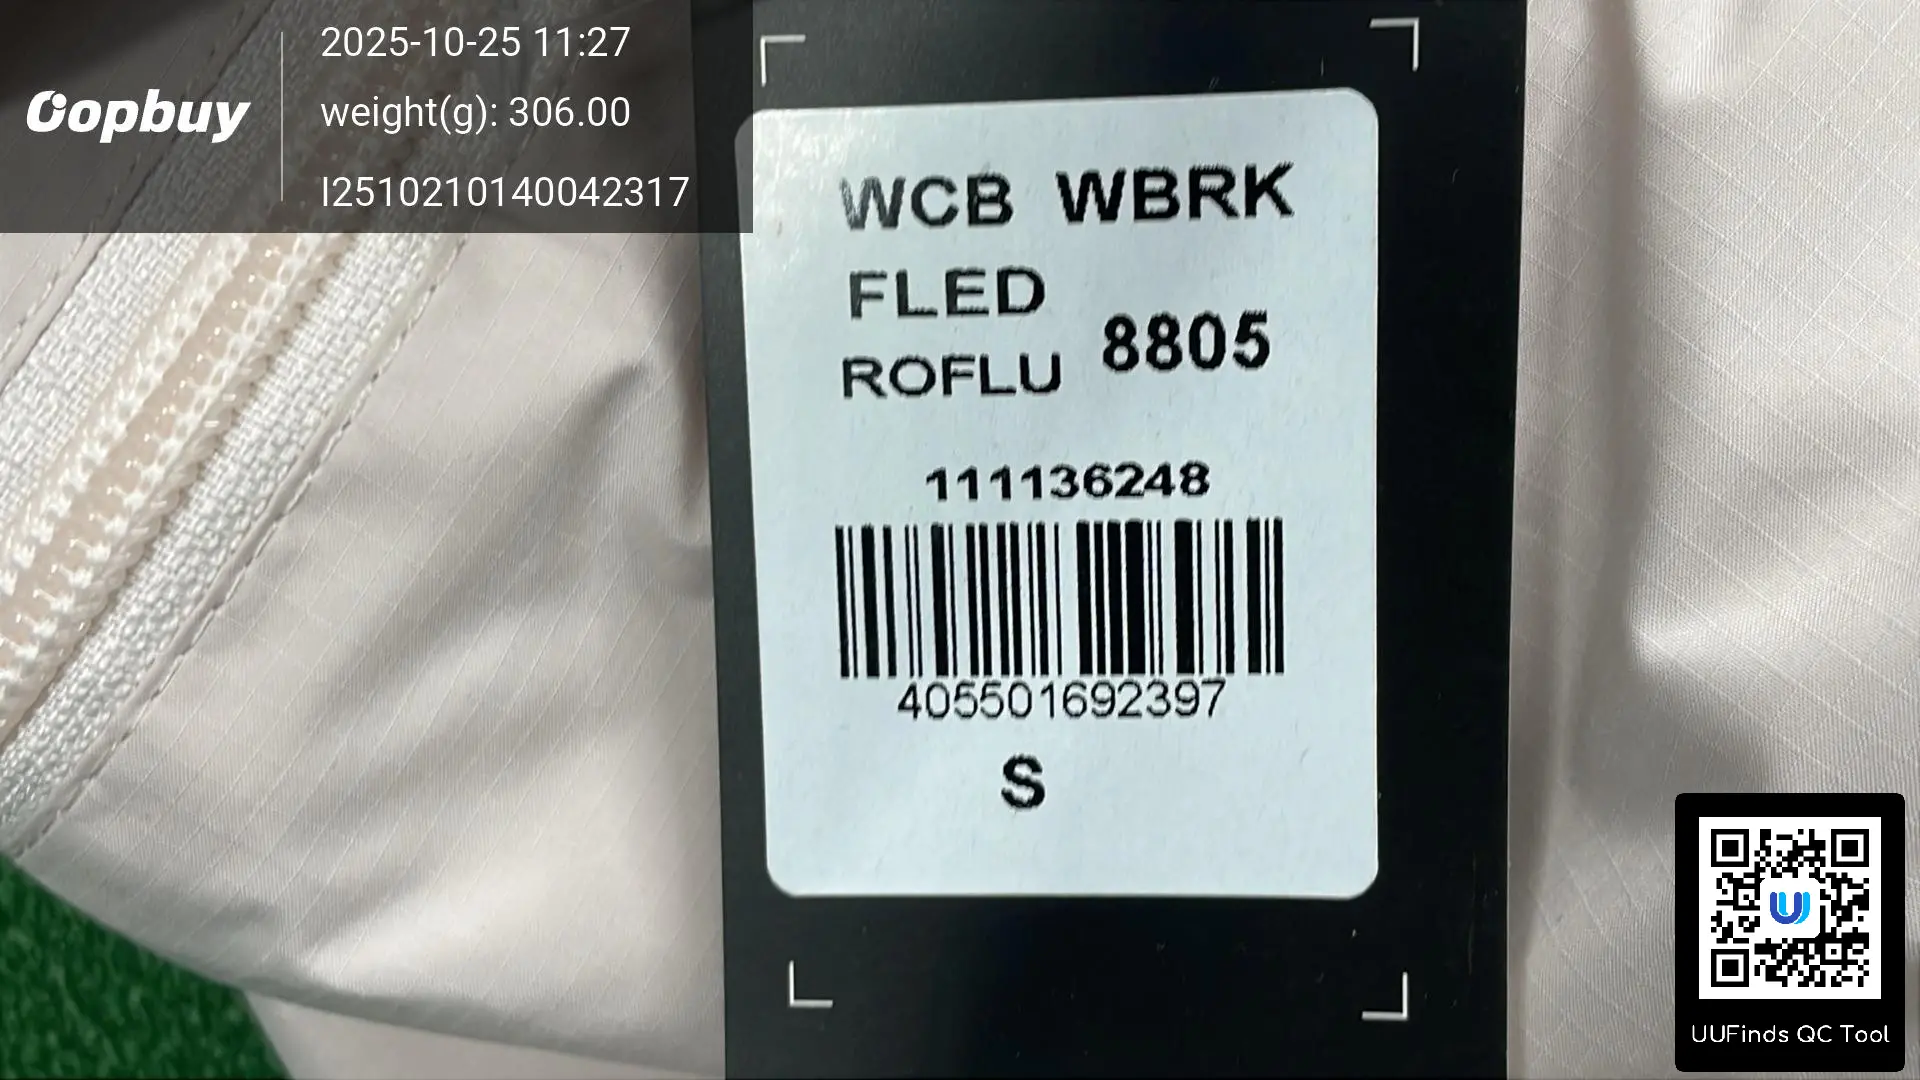 Oopbuy
2025-10-25 11:27
weight(g): 306.00
I2510210140042317
WCB WBRK
FLED
ROFLU 8805
111136248
405501692397
S
U
UUFinds QC Tool